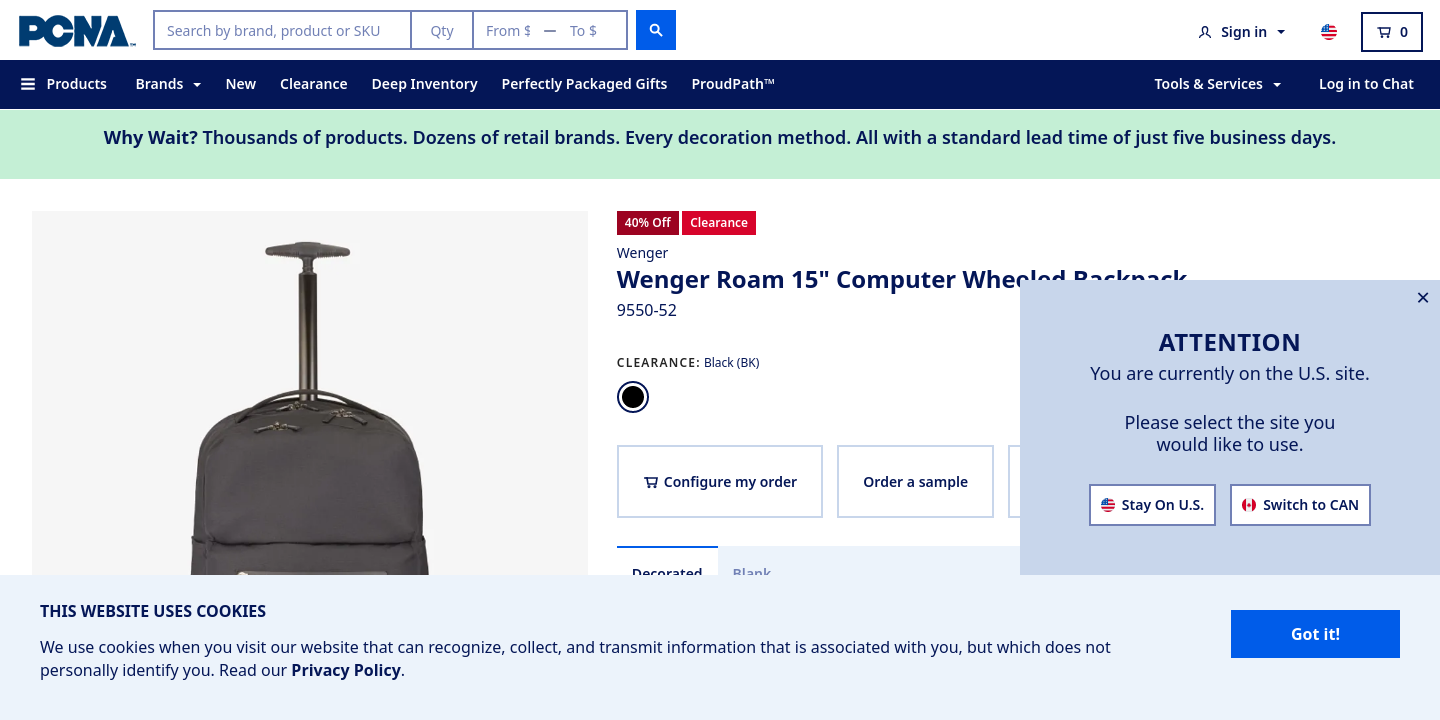 PCNA™
Search by brand, product or SKU
Qty
From $ — To $
Sign in
0
Products
Brands
New
Clearance
Deep Inventory
Perfectly Packaged Gifts
ProudPath™
Tools & Services
Log in to Chat
Why Wait? Thousands of products. Dozens of retail brands. Every decoration method. All with a standard lead time of just five business days.
40% Off
Clearance
Wenger
Wenger Roam 15" Computer Wheeled Backpack
9550-52
CLEARANCE: Black (BK)
Configure my order
Order a sample
Decorated
Blank
ATTENTION
You are currently on the U.S. site.
Please select the site you
would like to use.
Stay On U.S.
Switch to CAN
THIS WEBSITE USES COOKIES
We use cookies when you visit our website that can recognize, collect, and transmit information that is associated with you, but which does not
personally identify you. Read our Privacy Policy.
Got it!